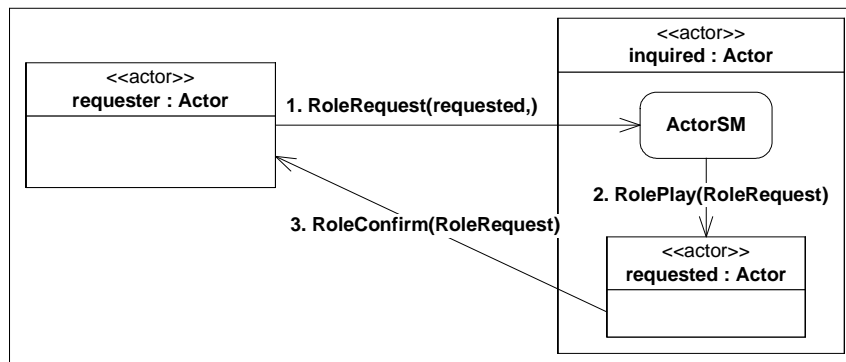 <<actor>>
inquired : Actor
<<actor>>
requester : Actor
1. RoleRequest(requested,)
ActorSM
2. RolePlay(RoleRequest)
3. RoleConfirm(RoleRequest)
<<actor>>
requested : Actor